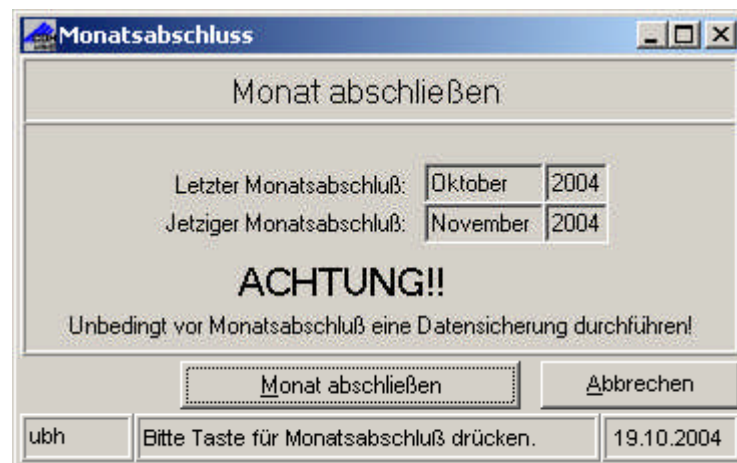 Monatsabschluss
Monat abschließen
Letzter Monatsabschluß: Oktober 2004
Jetziger Monatsabschluß: November 2004
ACHTUNG!!
Unbedingt vor Monatsabschluß eine Datensicherung durchführen!
Monat abschließen Abbrechen
ubh Bitte Taste für Monatsabschluß drücken. 19.10.2004